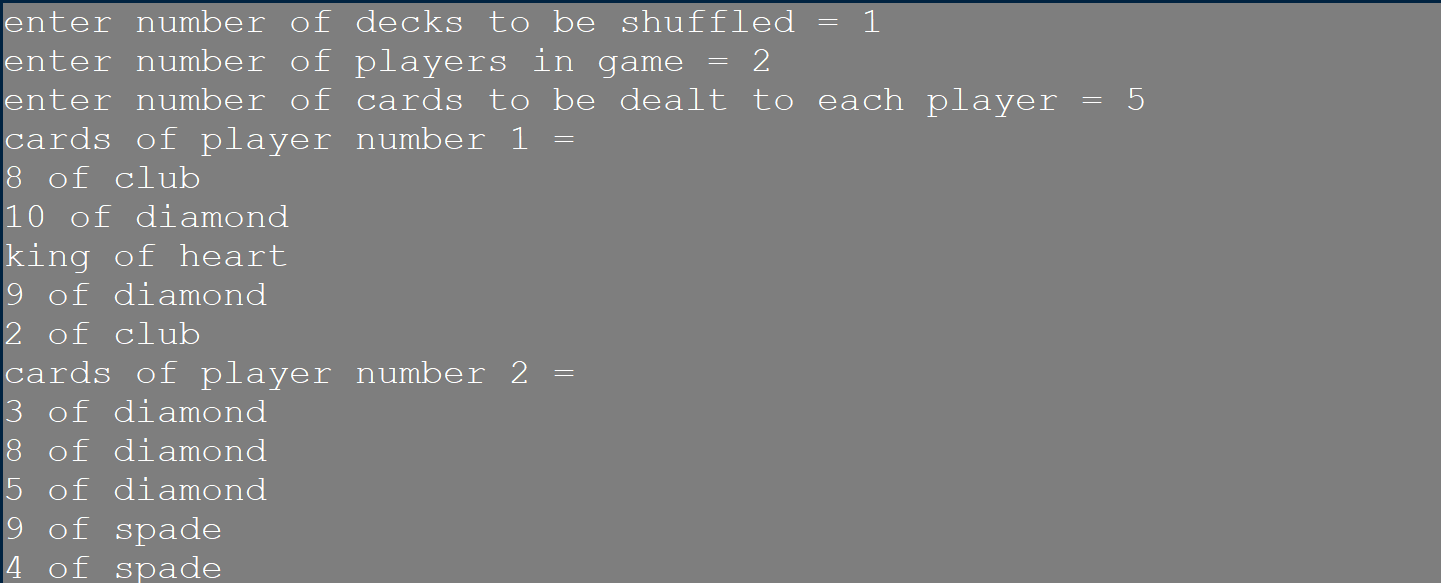 enter number of decks to be shuffled = 1
enter number of players in game = 2
enter number of cards to be dealt to each player = 5
cards of player number 1 =
8 of club
10 of diamond
king of heart
9 of diamond
2 of club
cards of player number 2 =
3 of diamond
8 of diamond
5 of diamond
9 of spade
4 of spade